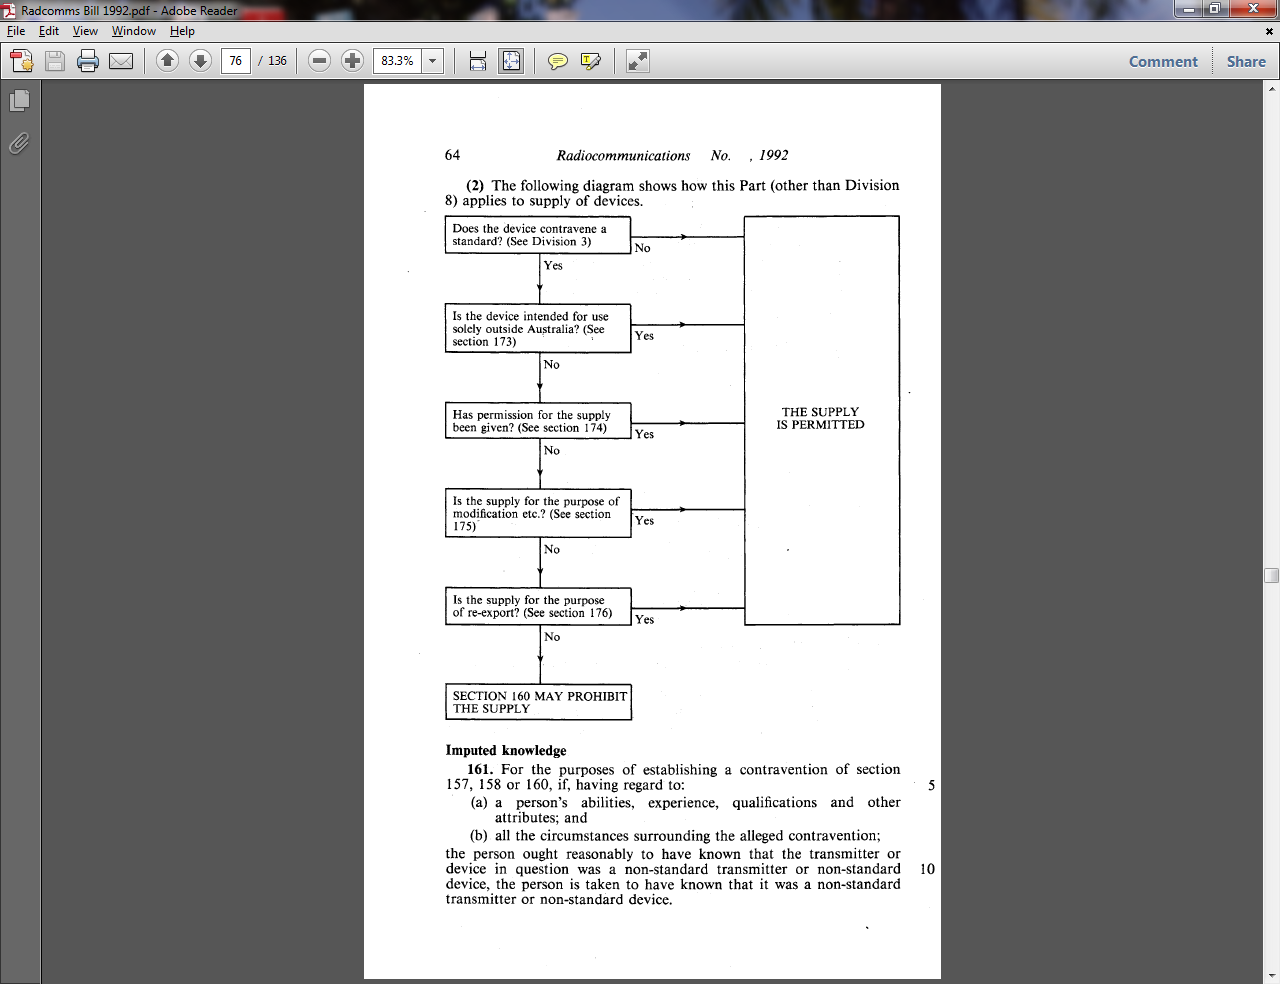 Radcomms Bill 1992.pdf - Adobe Reader
File Edit View Window Help
76 / 136 83.3% Comment Share
64 Radiocommunications No. , 1992
(2) The following diagram shows how this Part (other than Division
8) applies to supply of devices.
Does the device contravene a
standard? (See Division 3)
No
Yes
Is the device intended for use
solely outside Australia? (See
section 173)
Yes
No
Has permission for the supply
been given? (See section 174)
Yes
No
Is the supply for the purpose of
modification etc.? (See section
175)
Yes
No
Is the supply for the purpose
of re-export? (See section 176)
Yes
No
SECTION 160 MAY PROHIBIT
THE SUPPLY
THE SUPPLY
IS PERMITTED
Imputed knowledge
161. For the purposes of establishing a contravention of section
157, 158 or 160, if, having regard to: 5
(a) a person's abilities, experience, qualifications and other
attributes; and
(b) all the circumstances surrounding the alleged contravention;
the person ought reasonably to have known that the transmitter or
device in question was a non-standard transmitter or non-standard 10
device, the person is taken to have known that it was a non-standard
transmitter or non-standard device.